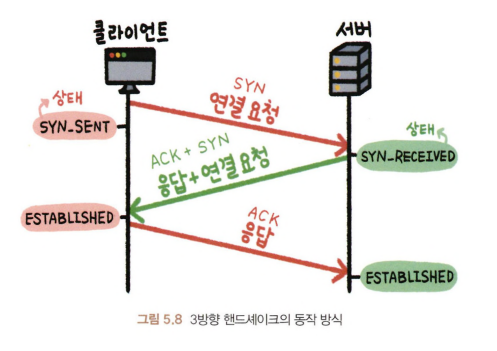 클라이언트
서버
SYN
연결 요청
상태
SYN_SENT
상태
SYN_RECEIVED
ACK + SYN
응답+연결요청
ESTABLISHED
ACK
응답
ESTABLISHED
그림 5.8 3방향 핸드셰이크의 동작 방식